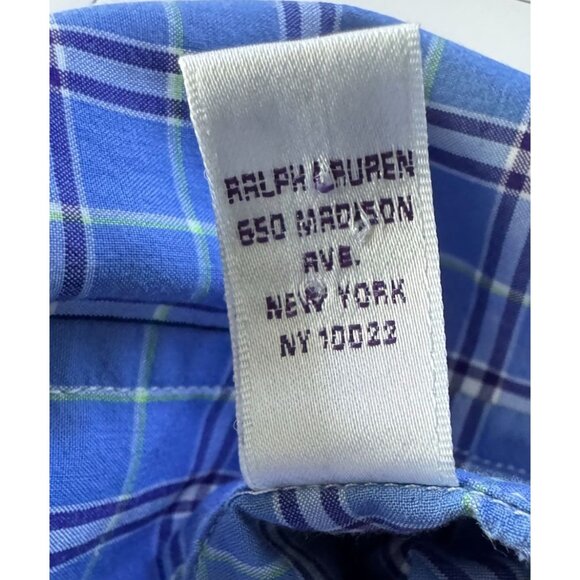 RALPH LAUREN
650 MADISON
AVE.
NEW YORK
NY 10022